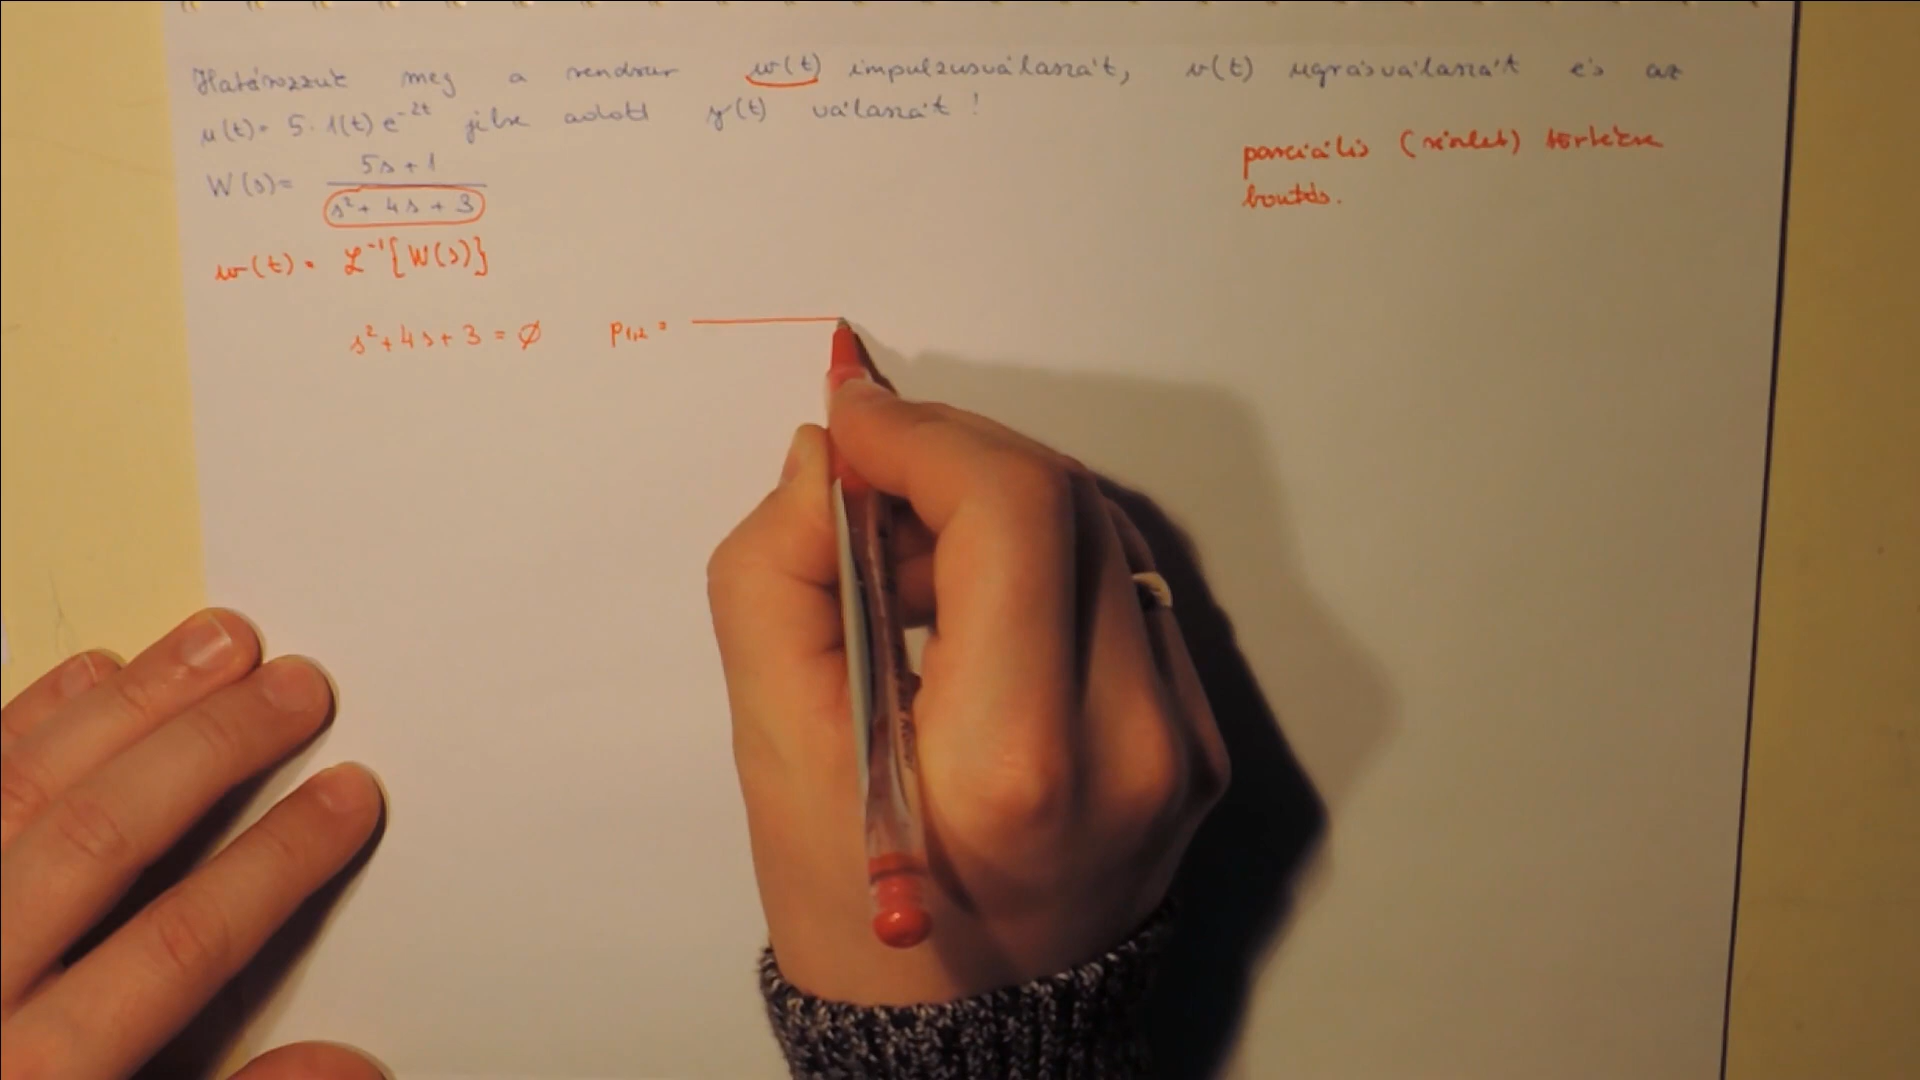 Határozzuk meg a rendszer w(t) impulzusválaszát, v(t) ugrásválaszát és az
u(t)= 5·1(t) e^-2t jelre adott y(t) válaszát!
parciális (részlet) törtekre
bontás.
W(s)= (5s+1)/(s²+4s+3)
w(t)= ℒ⁻¹{W(s)}
s²+4s+3=∅ p1,2=